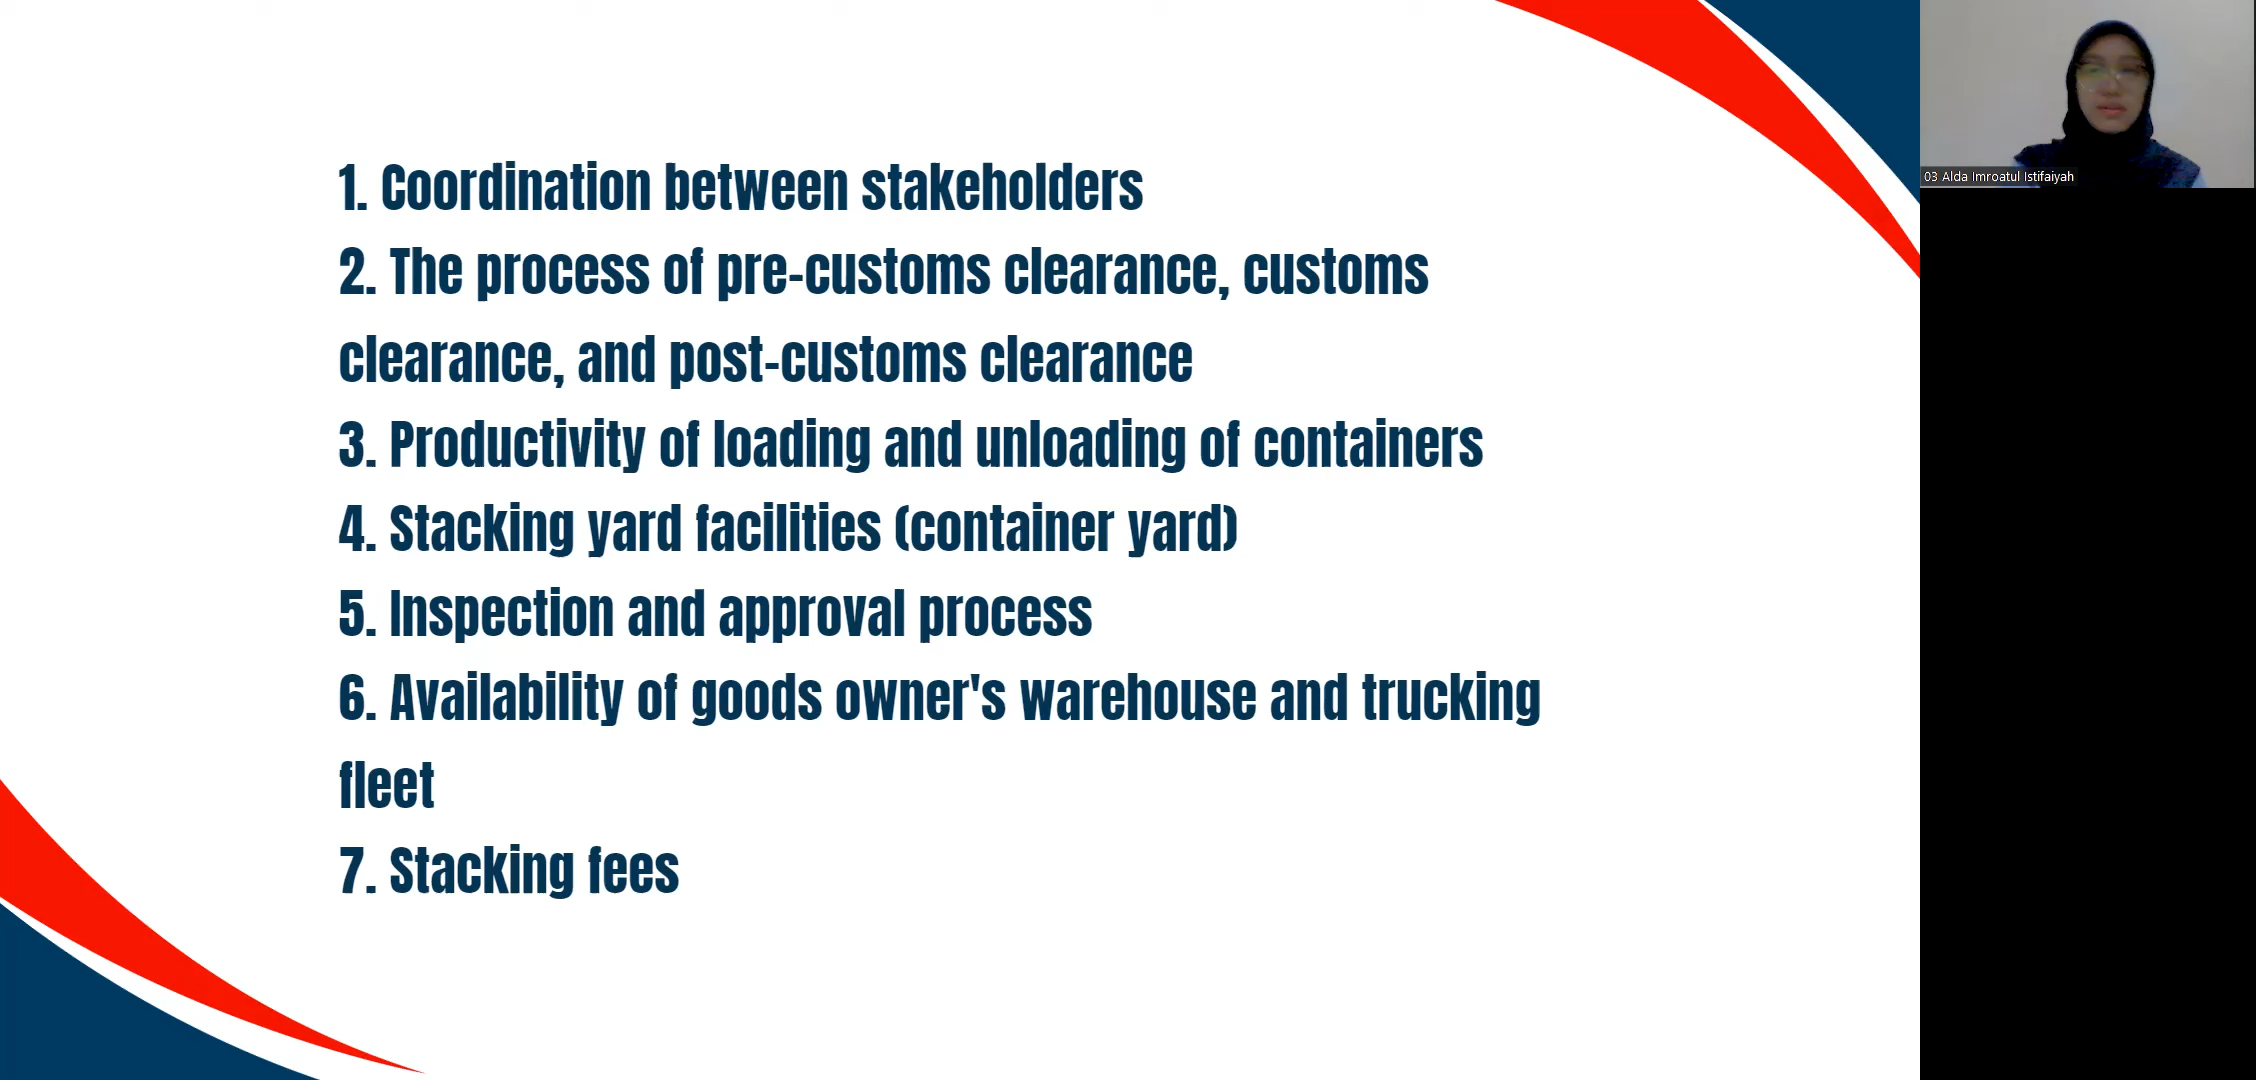 1. Coordination between stakeholders
2. The process of pre-customs clearance, customs
clearance, and post-customs clearance
3. Productivity of loading and unloading of containers
4. Stacking yard facilities (container yard)
5. Inspection and approval process
6. Availability of goods owner's warehouse and trucking
fleet
7. Stacking fees
03 Alda Imroatul Istifaiyah